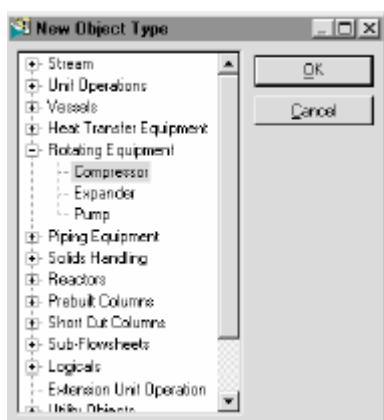 New Object Type
Stream
Unit Operations
Vessels
Heat Transfer Equipment
Rotating Equipment
Compressor
Expander
Pump
Piping Equipment
Solids Handling
Reactors
Prebuilt Columns
Short Cut Columns
Sub-Flowsheets
Logicals
Extension Unit Operation
Utility Objects
OK
Cancel